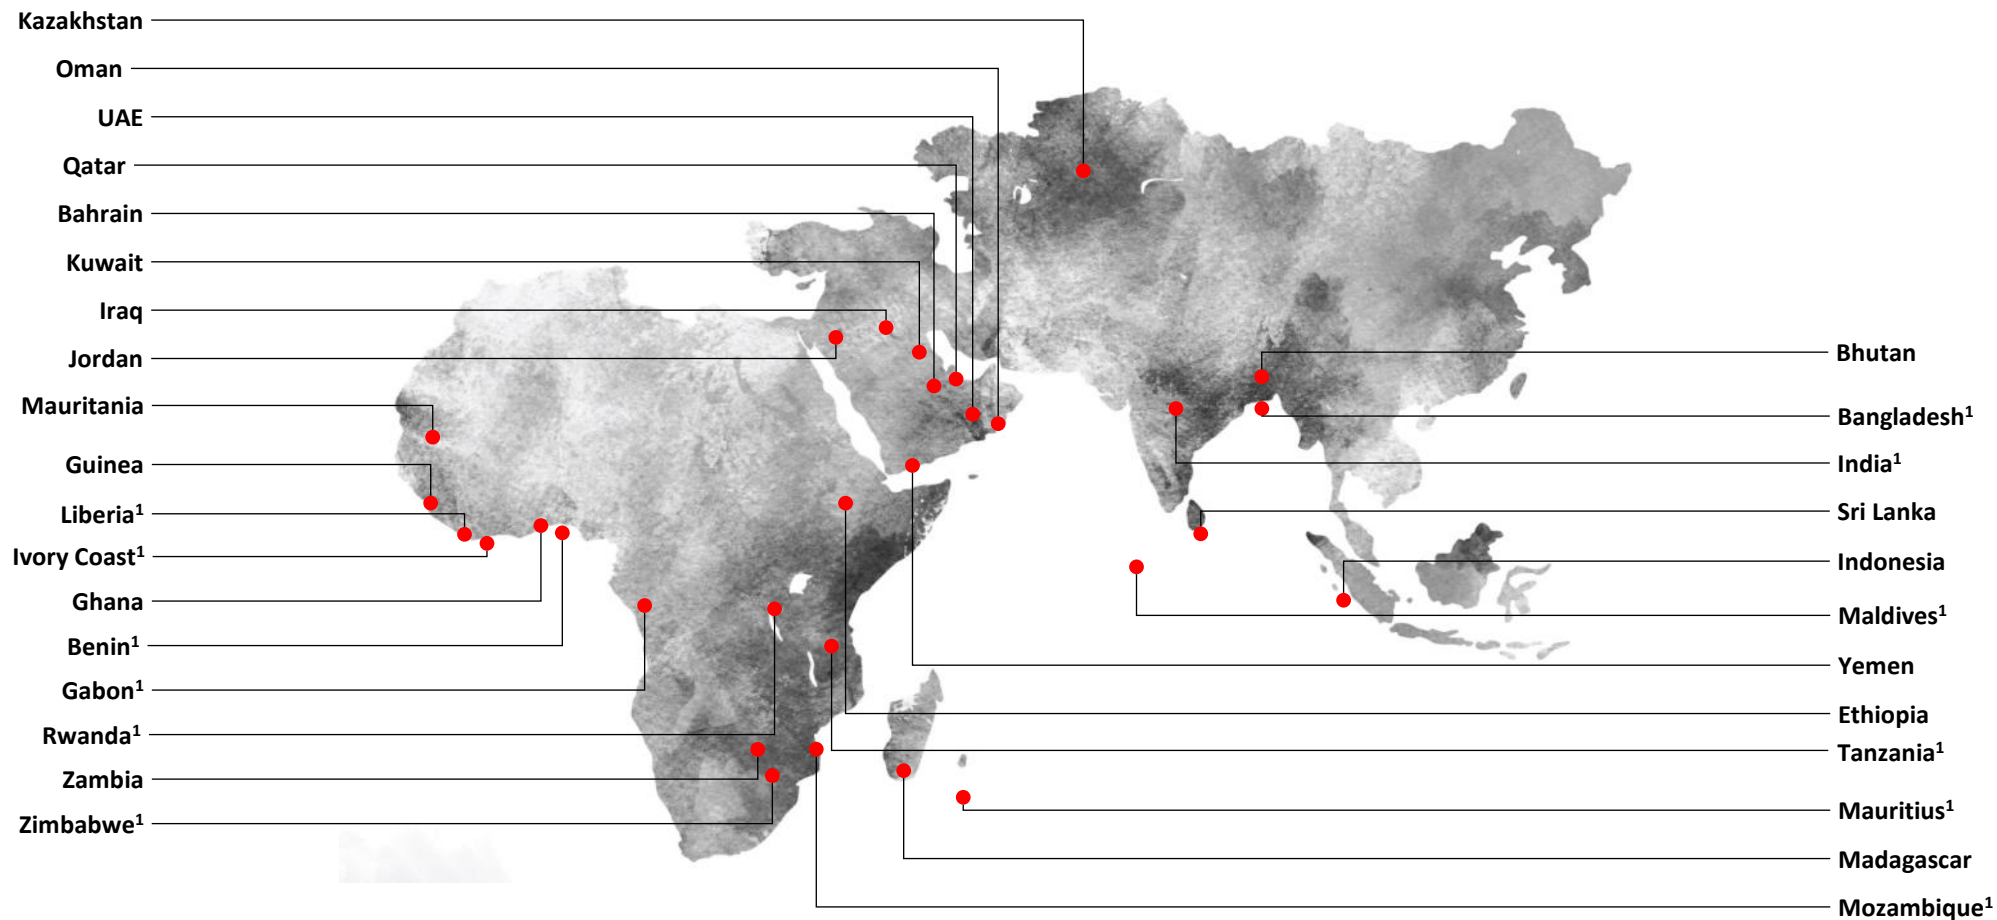 Kazakhstan
Oman
UAE
Qatar
Bahrain
Kuwait
Iraq
Jordan
Mauritania
Guinea
Liberia¹
Ivory Coast¹
Ghana
Benin¹
Gabon¹
Rwanda¹
Zambia
Zimbabwe¹
Bhutan
Bangladesh¹
India¹
Sri Lanka
Indonesia
Maldives¹
Yemen
Ethiopia
Tanzania¹
Mauritius¹
Madagascar
Mozambique¹